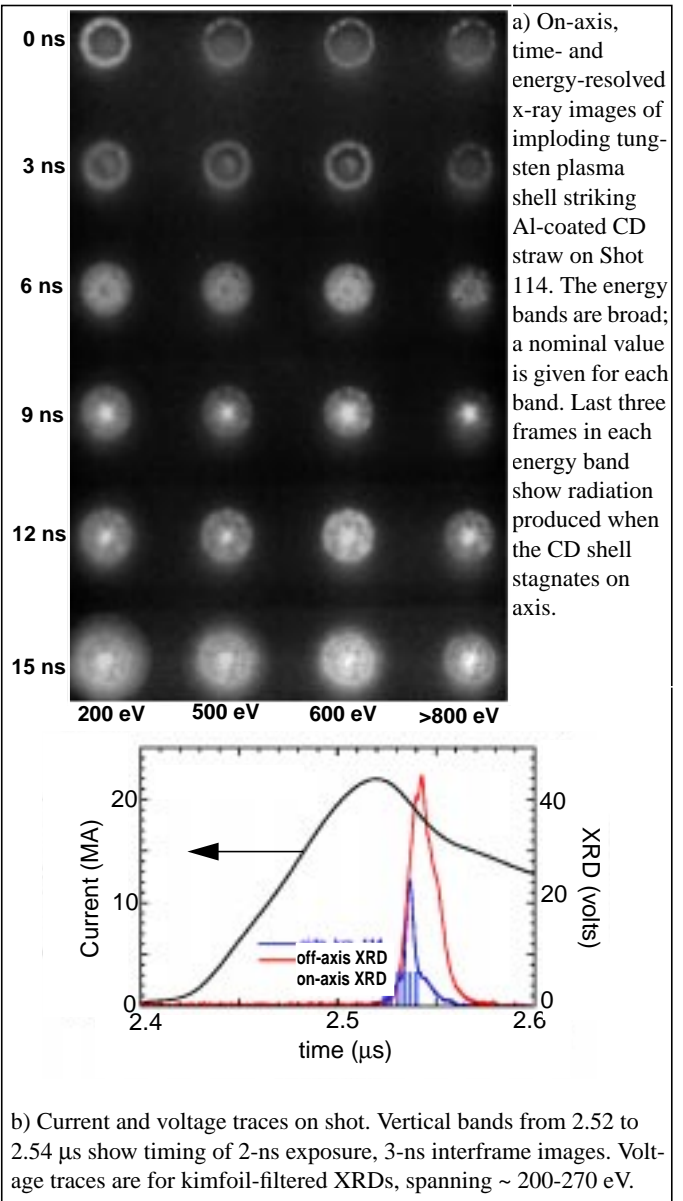 a) On-axis,
time- and
energy-resolved
x-ray images of
imploding tung-
sten plasma
shell striking
Al-coated CD
straw on Shot
114. The energy
bands are broad;
a nominal value
is given for each
band. Last three
frames in each
energy band
show radiation
produced when
the CD shell
stagnates on
axis.
0 ns
3 ns
6 ns
9 ns
12 ns
15 ns
200 eV 500 eV 600 eV >800 eV
Current (MA)
20
10
0
40
20
0
XRD (volts)
off-axis XRD
on-axis XRD
2.4 2.5 2.6
time (μs)
b) Current and voltage traces on shot. Vertical bands from 2.52 to
2.54 μs show timing of 2-ns exposure, 3-ns interframe images. Volt-
age traces are for kimfoil-filtered XRDs, spanning ~ 200-270 eV.